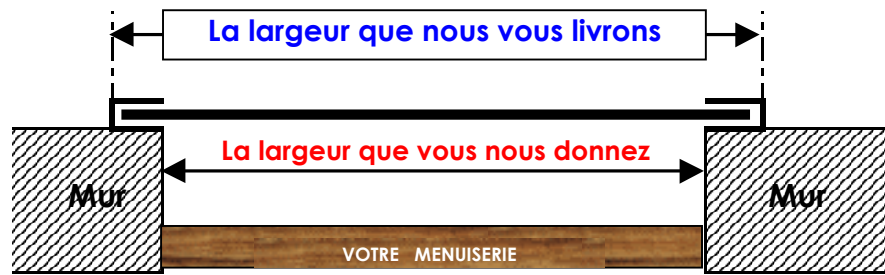 La largeur que nous vous livrons
La largeur que vous nous donnez
Mur Mur
VOTRE MENUISERIE